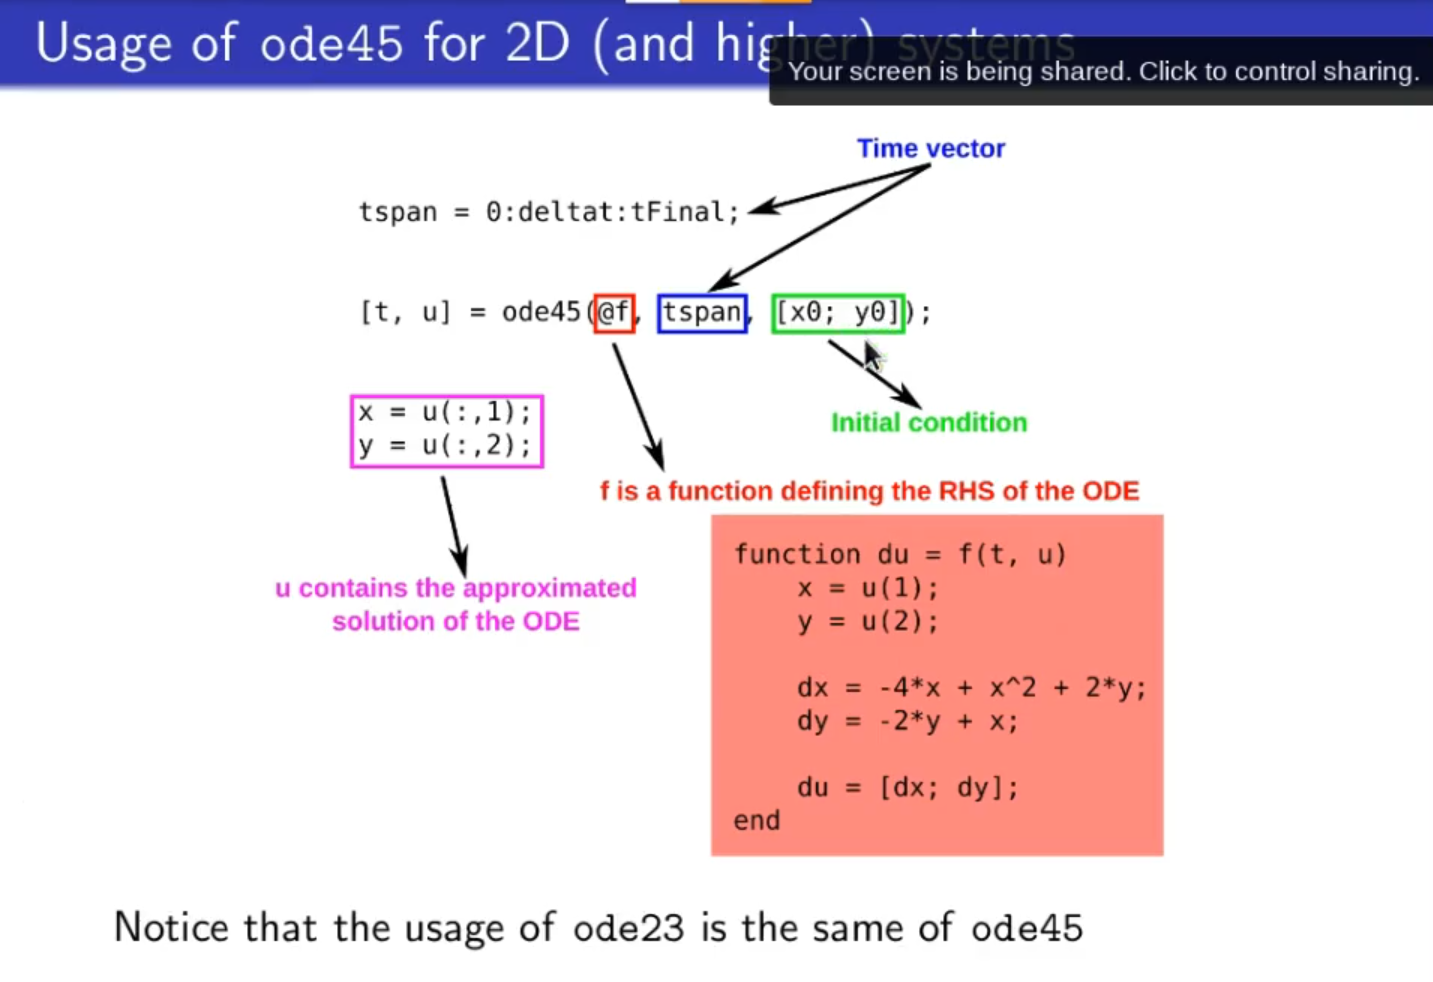 Usage of ode45 for 2D (and higher) systems
Your screen is being shared. Click to control sharing.
Time vector
tspan = 0:deltat:tFinal;
[t, u] = ode45(@f, tspan, [x0; y0]);
x = u(:,1);
y = u(:,2);
Initial condition
f is a function defining the RHS of the ODE
u contains the approximated
solution of the ODE
function du = f(t, u)
x = u(1);
y = u(2);
dx = -4*x + x^2 + 2*y;
dy = -2*y + x;
du = [dx; dy];
end
Notice that the usage of ode23 is the same of ode45